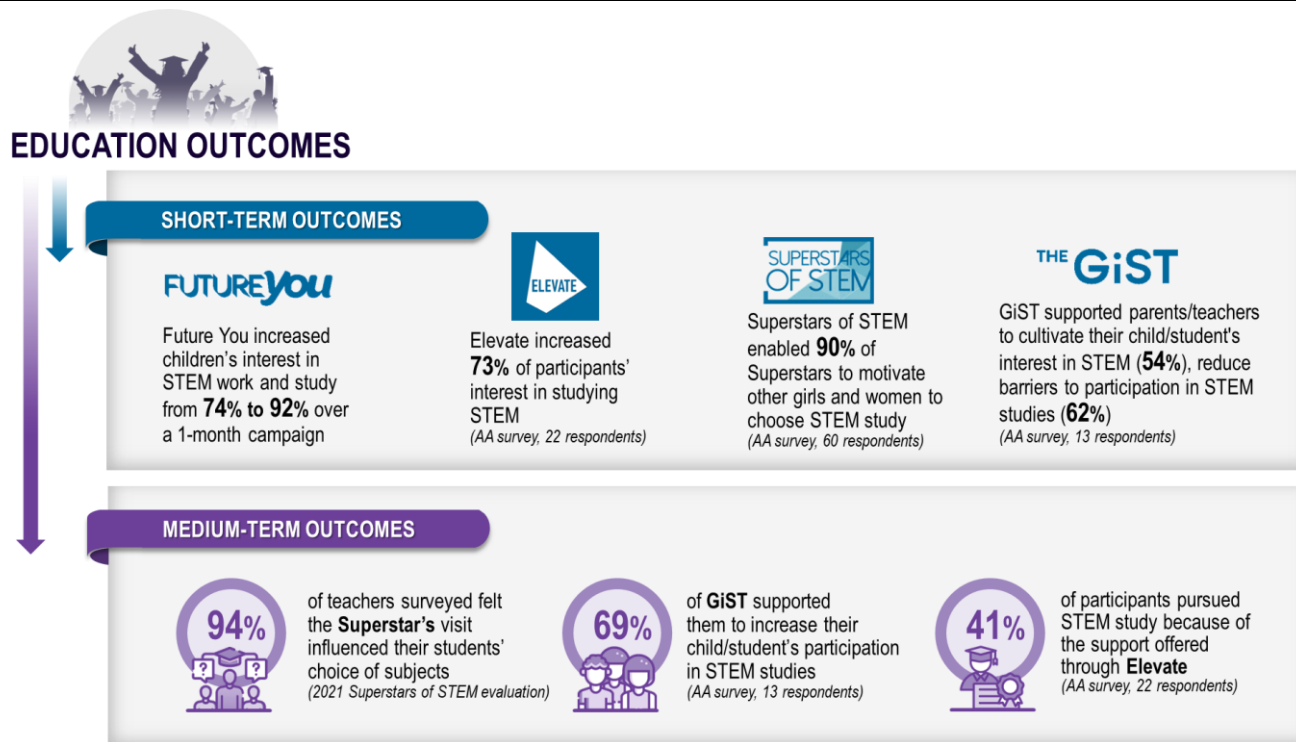 EDUCATION OUTCOMES
SHORT-TERM OUTCOMES
FUTUREYOU
Future You increased
children's interest in
STEM work and study
from 74% to 92% over
a 1-month campaign
ELEVATE
Elevate increased
73% of participants'
interest in studying
STEM
(AA survey, 22 respondents)
SUPERSTARS
OF STEM
Superstars of STEM
enabled 90% of
Superstars to motivate
other girls and women to
choose STEM study
(AA survey, 60 respondents)
THE GiST
GiST supported parents/teachers
to cultivate their child/student's
interest in STEM (54%), reduce
barriers to participation in STEM
studies (62%)
(AA survey, 13 respondents)
MEDIUM-TERM OUTCOMES
94%
of teachers surveyed felt
the Superstar's visit
influenced their students'
choice of subjects
(2021 Superstars of STEM evaluation)
69%
of GiST supported
them to increase their
child/student's participation
in STEM studies
(AA survey, 13 respondents)
41%
of participants pursued
STEM study because of
the support offered
through Elevate
(AA survey, 22 respondents)